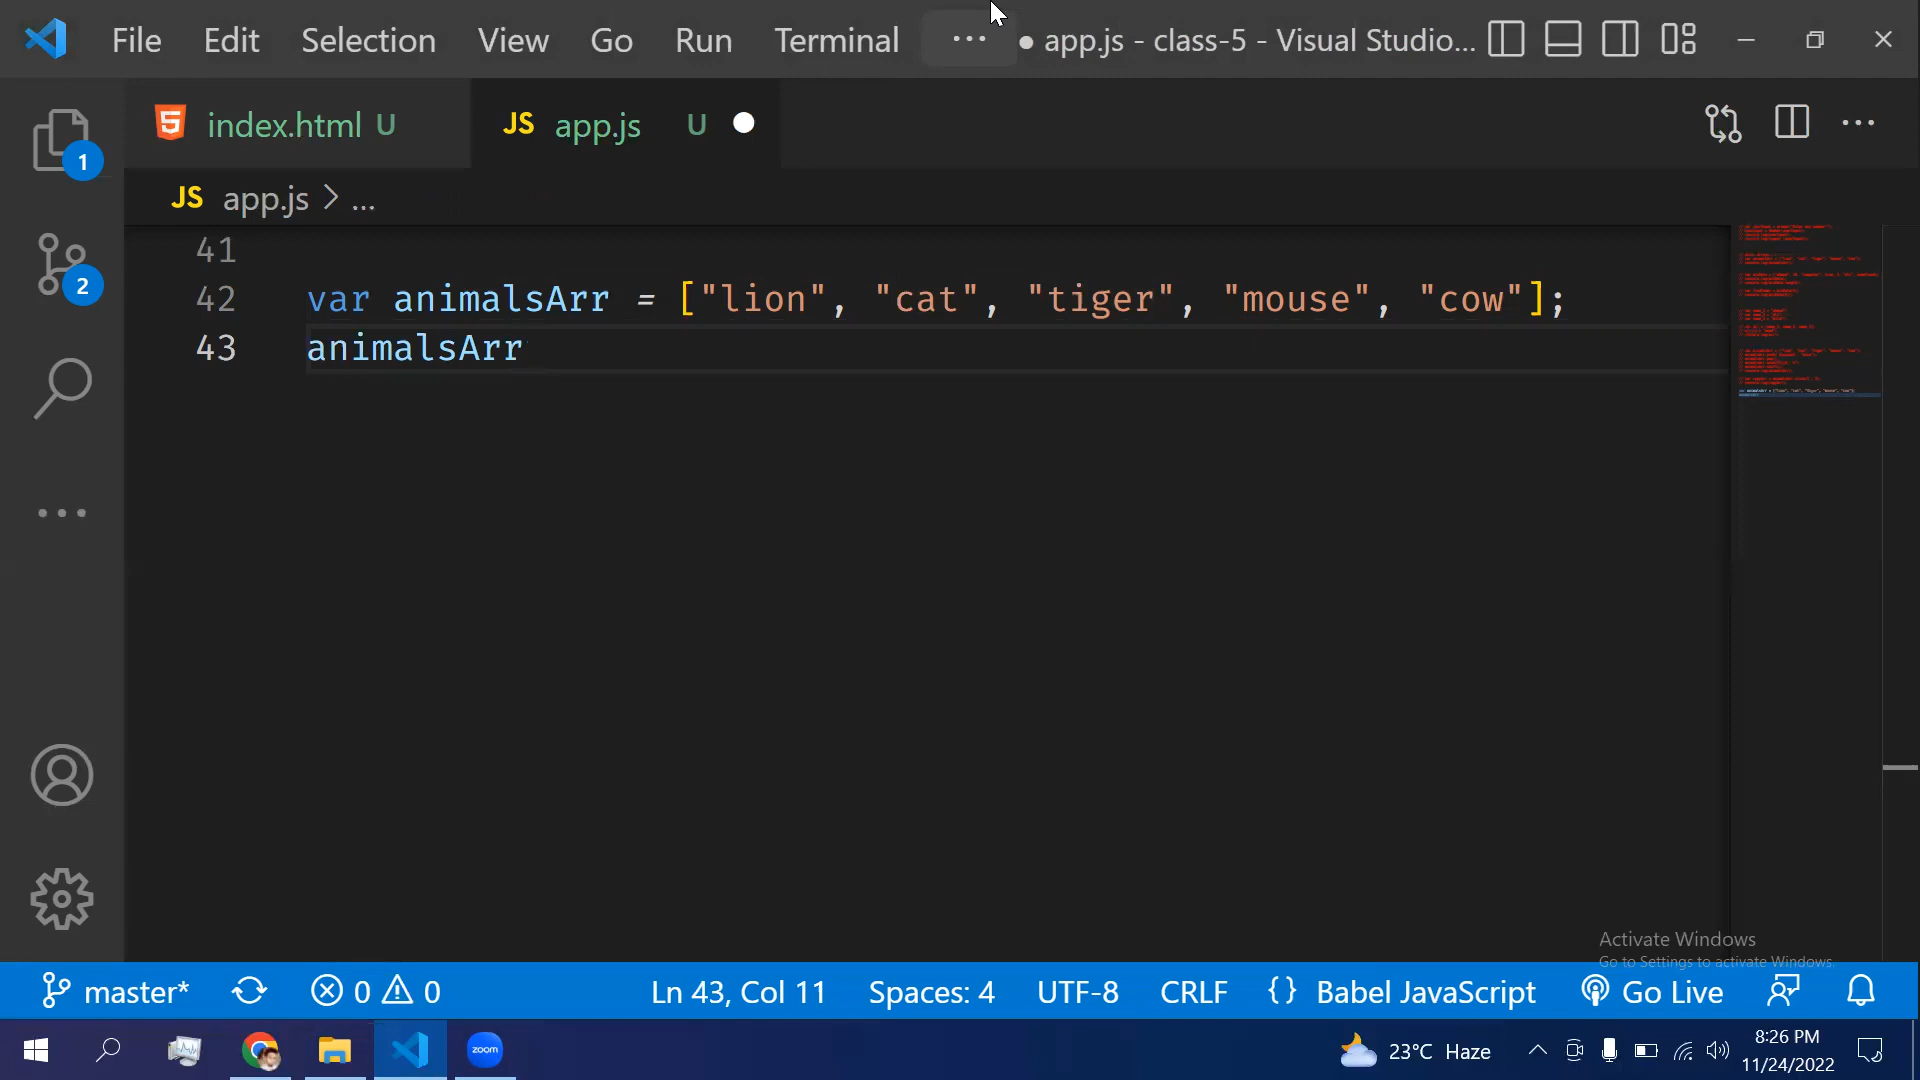 File Edit Selection View Go Run Terminal ... ● app.js - class-5 - Visual Studio...
index.html U JS app.js U
JS app.js > ...
1
2
41
42 var animalsArr = ["lion", "cat", "tiger", "mouse", "cow"];
43 animalsArr
Activate Windows
Go to Settings to activate Windows.
master* 0 0 Ln 43, Col 11 Spaces: 4 UTF-8 CRLF {} Babel JavaScript Go Live
zoom 23°C Haze 8:26 PM
11/24/2022